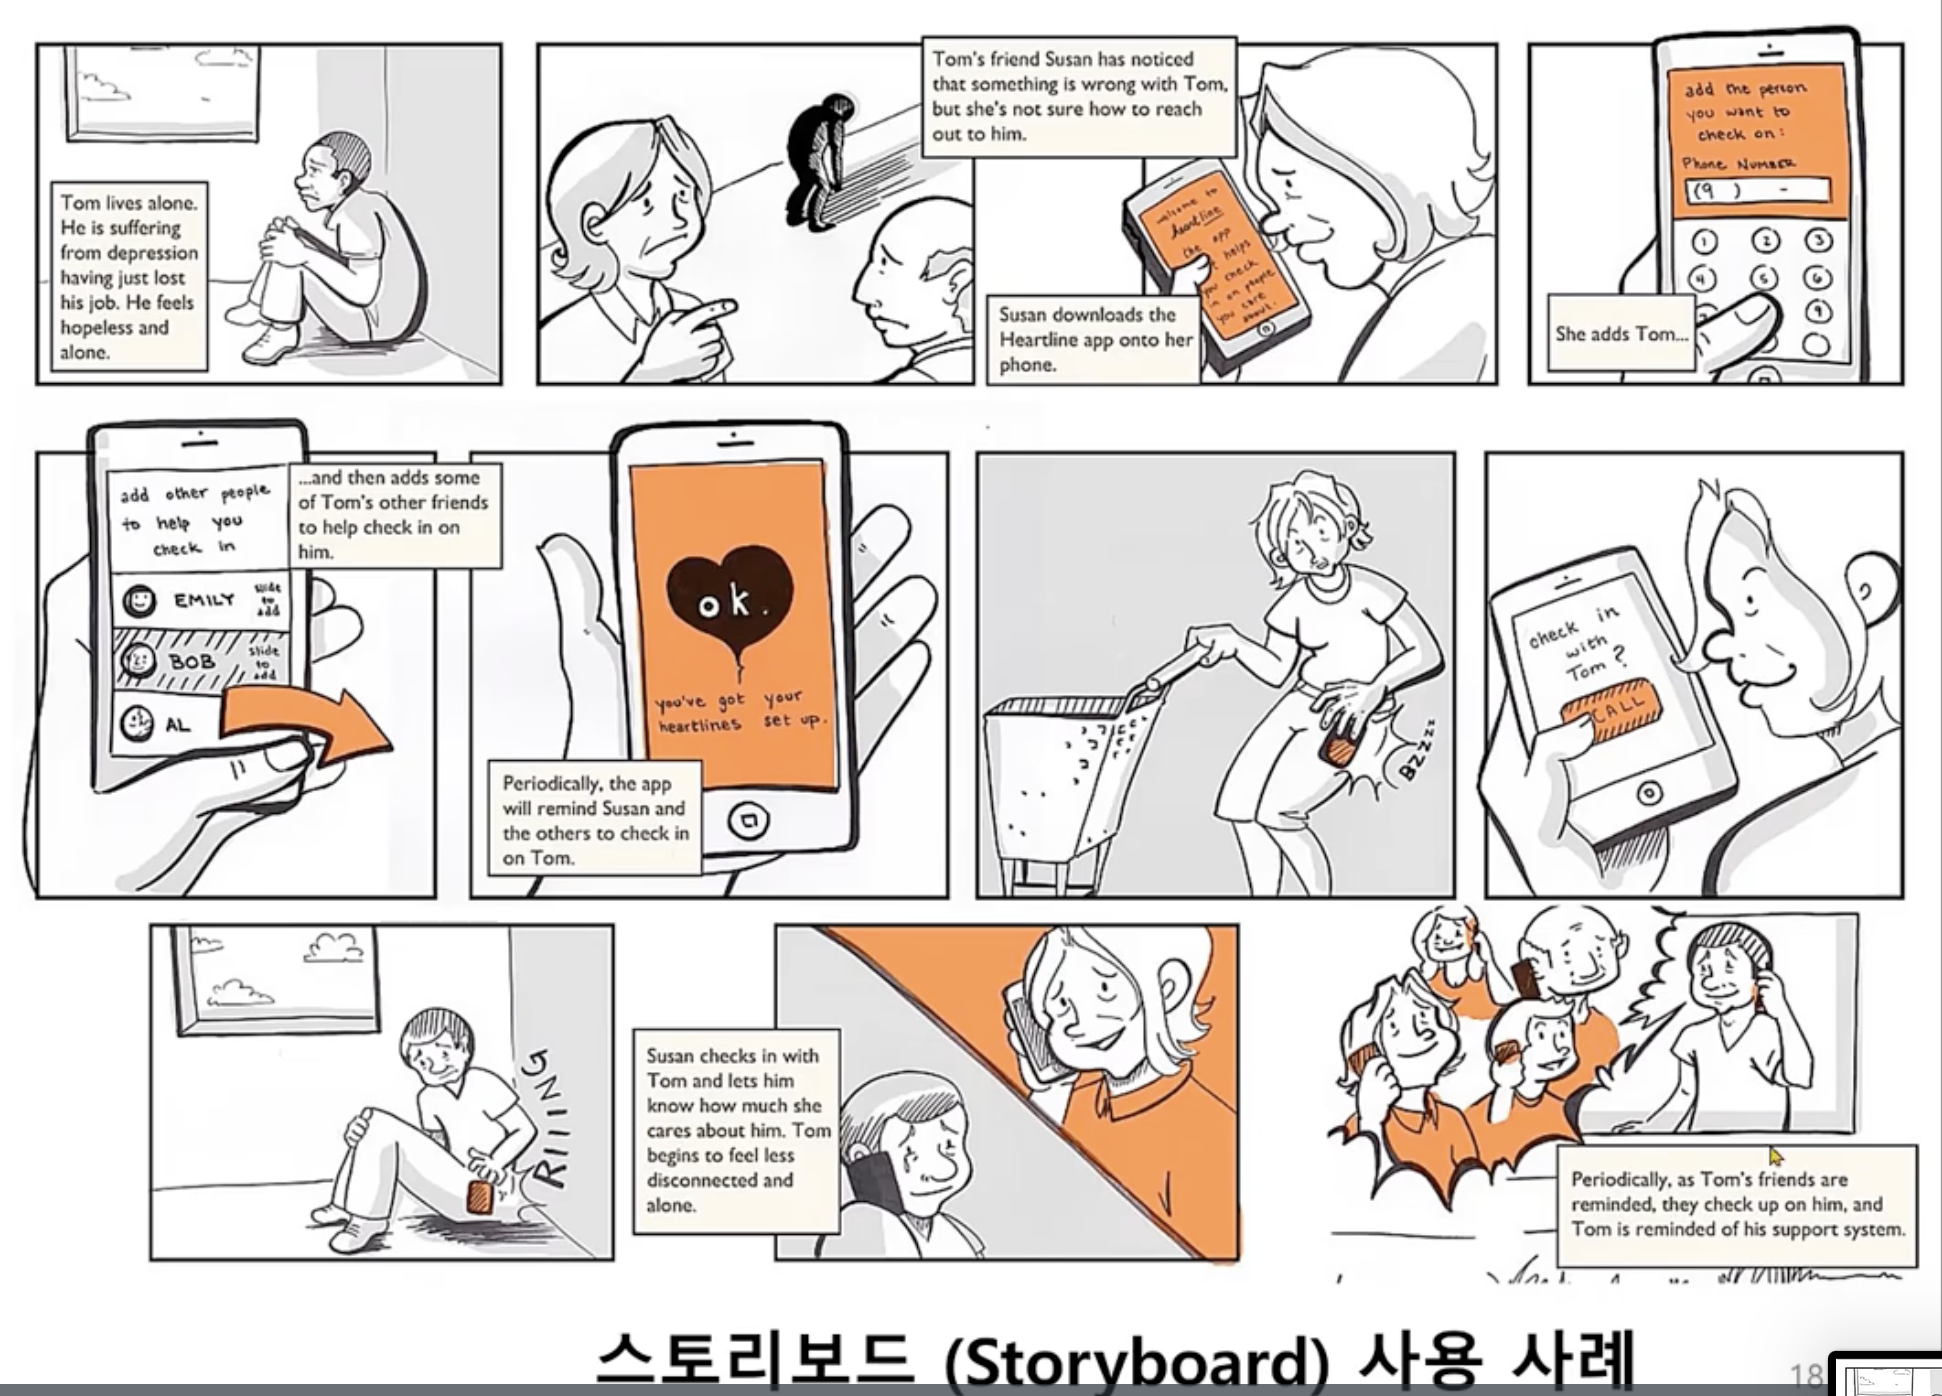 Tom lives alone.
He is suffering
from depression
having just lost
his job. He feels
hopeless and
alone.
Tom's friend Susan has noticed
that something is wrong with Tom,
but she's not sure how to reach
out to him.
welcome to
heartline
the app
helps
you check
in on people
you care
about.
Susan downloads the
Heartline app onto her
phone.
add the person
you want to
check on:
Phone NUMBER
(9 ) -
1 2 3
4 5 6
9
She adds Tom...
add other people
to help you
check in
EMILY slide to add
BOB slide to add
AL
...and then adds some
of Tom's other friends
to help check in on
him.
ok.
you've got your
heartlines set up.
Periodically, the app
will remind Susan and
the others to check in
on Tom.
BZZZZ
check in
with
Tom?
CALL
RIIING
Susan checks in with
Tom and lets him
know how much she
cares about him. Tom
begins to feel less
disconnected and
alone.
Periodically, as Tom's friends are
reminded, they check up on him, and
Tom is reminded of his support system.
스토리보드 (Storyboard) 사용 사례
18